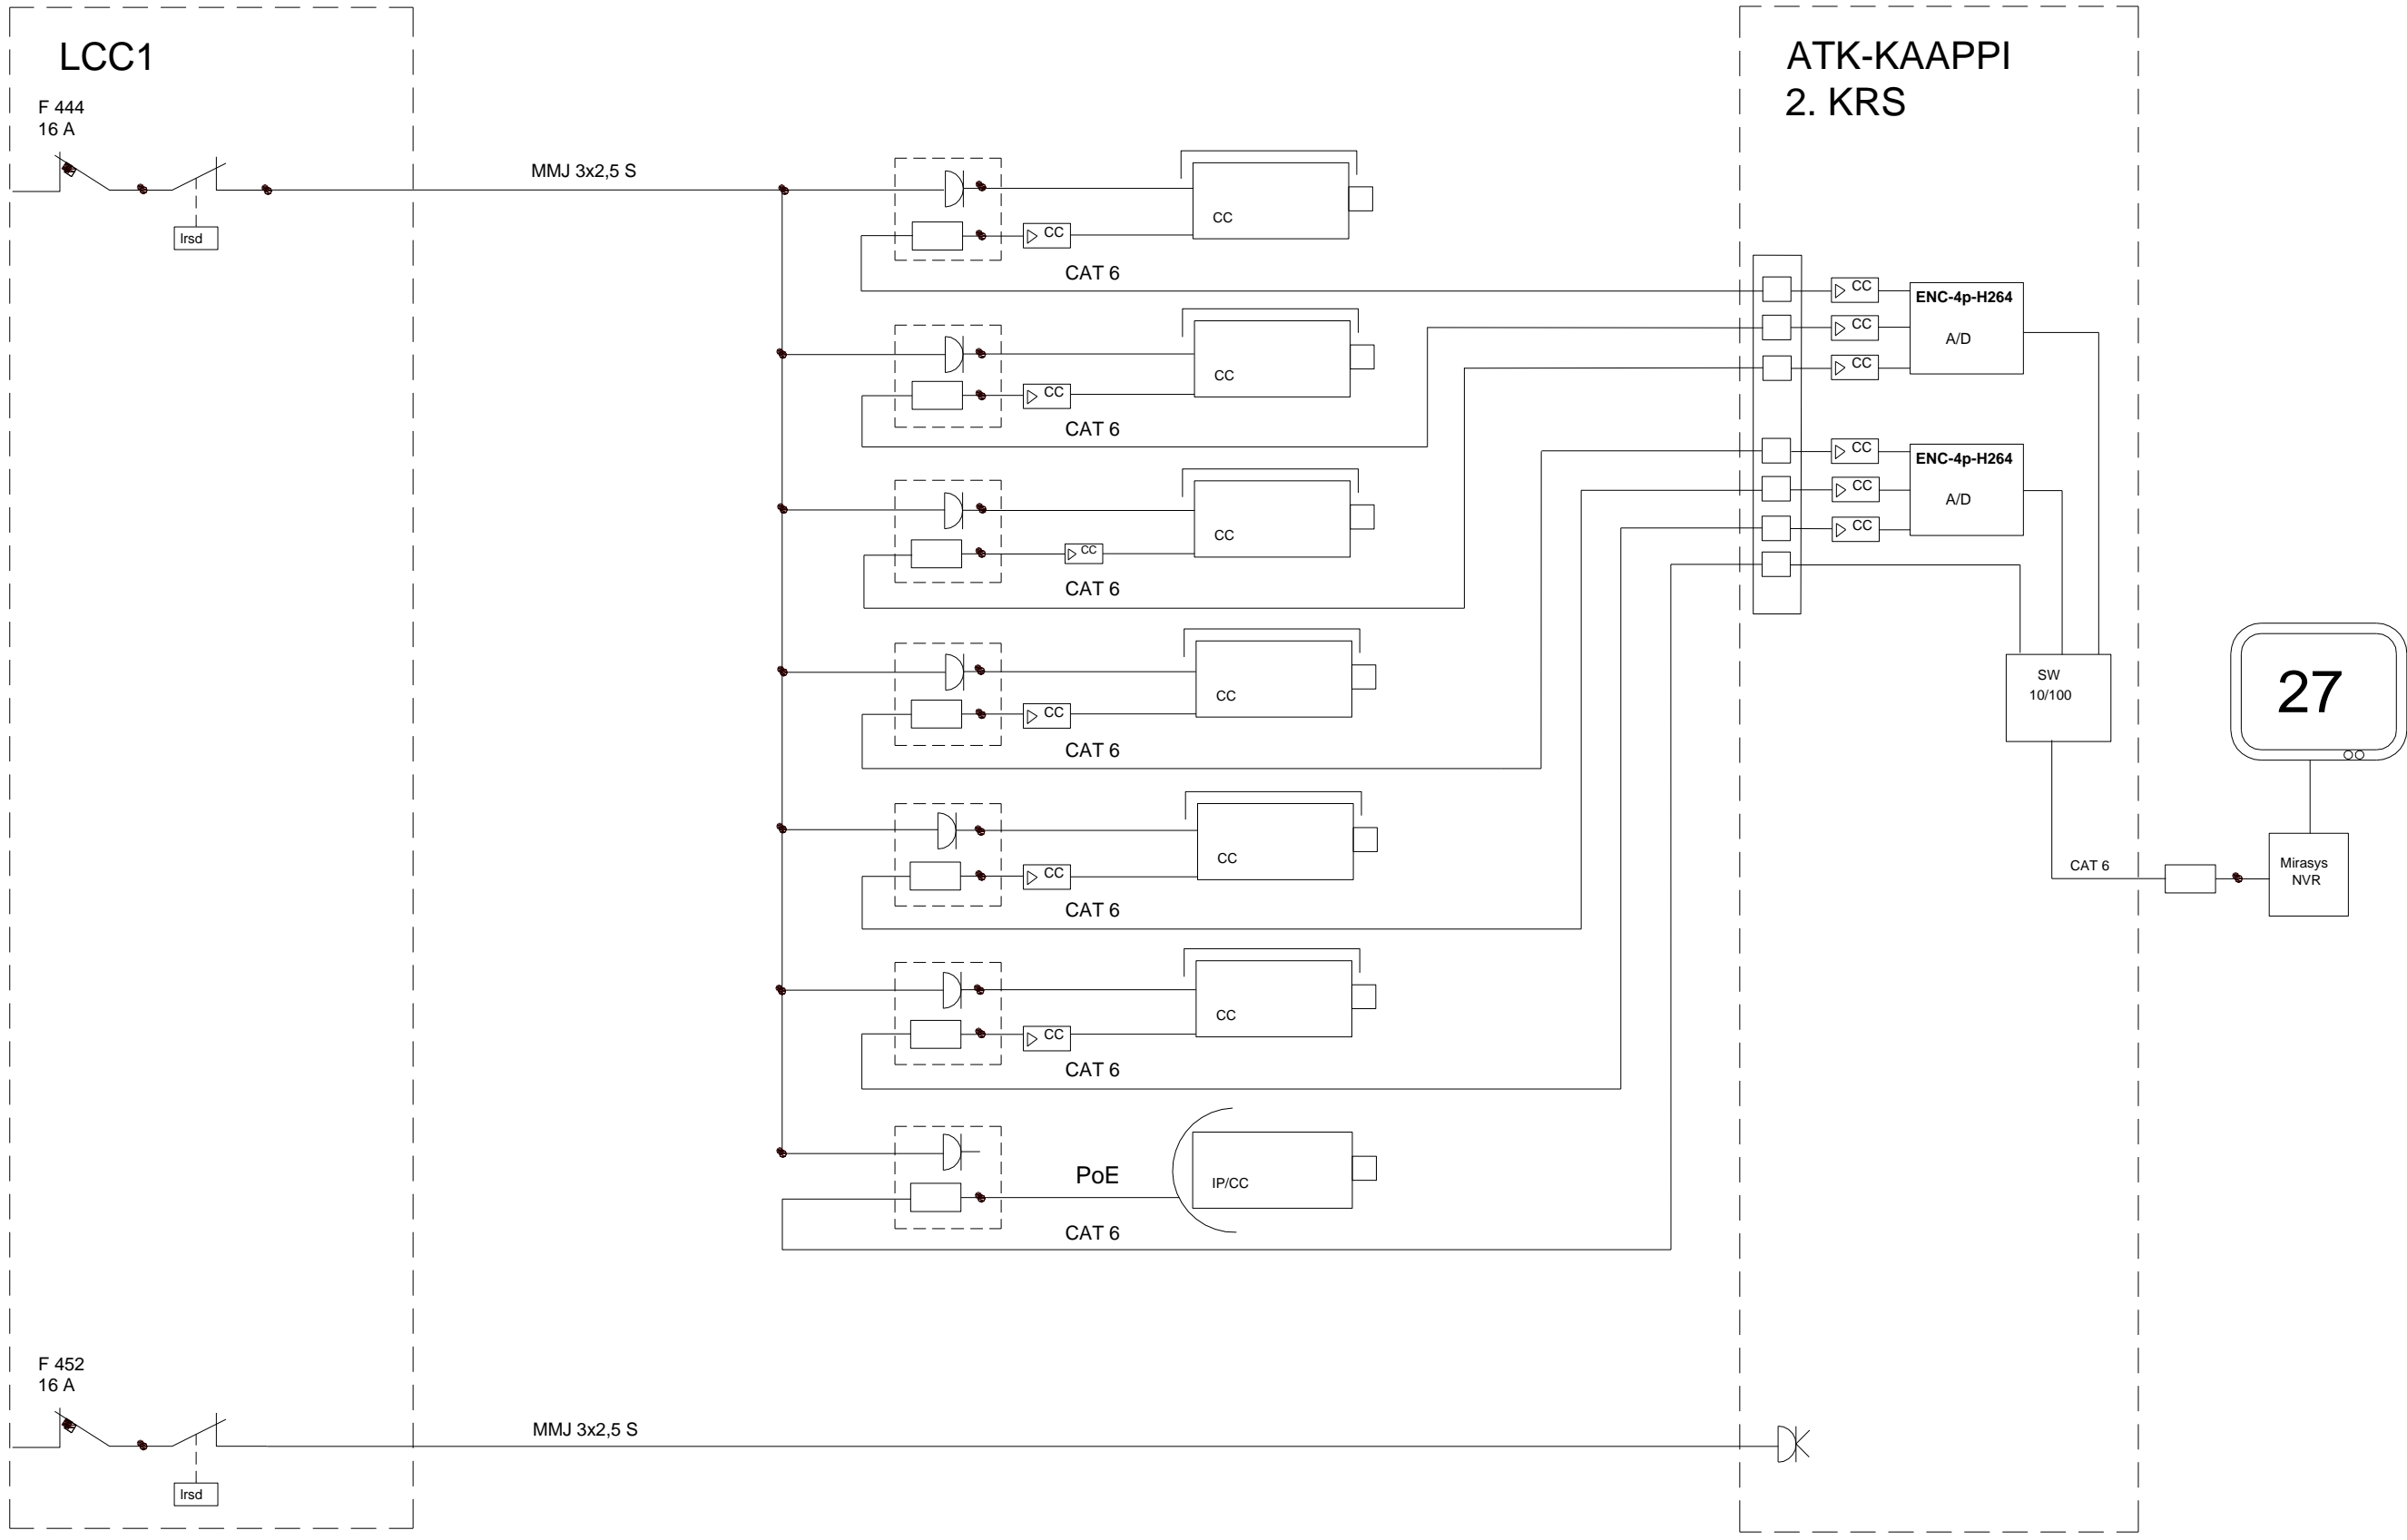 LCC1
F 444
16 A
Irsd
MMJ 3x2,5 S
CC
CC
CAT 6
CC
CC
CAT 6
CC
CC
CAT 6
CC
CC
CAT 6
CC
CC
CAT 6
CC
CC
CAT 6
PoE
IP/CC
CAT 6
F 452
16 A
Irsd
MMJ 3x2,5 S
ATK-KAAPPI
2. KRS
CC
CC
CC
ENC-4p-H264
A/D
CC
CC
CC
ENC-4p-H264
A/D
SW
10/100
CAT 6
27
Mirasys
NVR